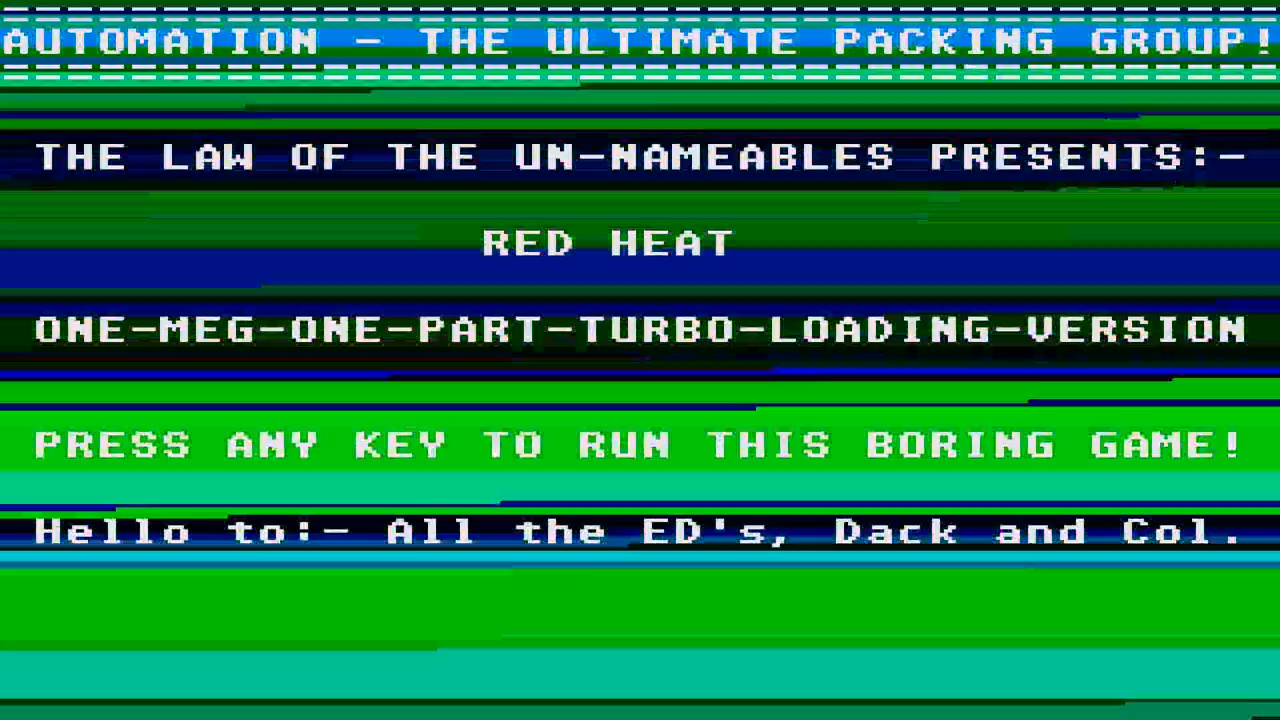 AUTOMATION - THE ULTIMATE PACKING GROUP!
THE LAW OF THE UN-NAMEABLES PRESENTS:-
RED HEAT
ONE-MEG-ONE-PART-TURBO-LOADING-VERSION
PRESS ANY KEY TO RUN THIS BORING GAME!
Hello to:- All the ED's, Dack and Col.